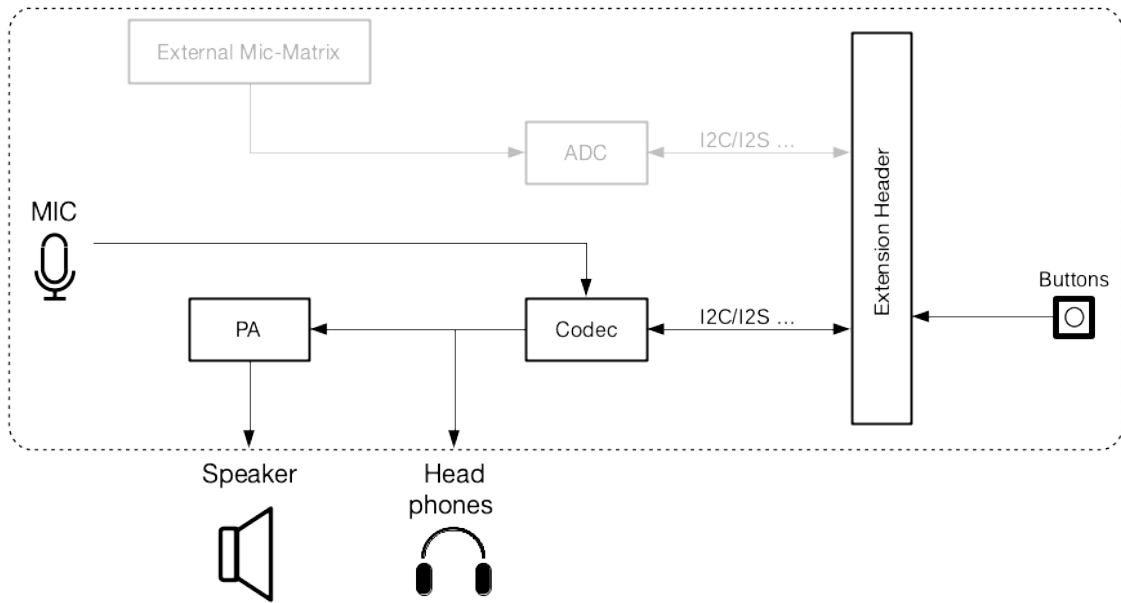 External Mic-Matrix
ADC
I2C/I2S ...
Extension Header
MIC
Buttons
PA
Codec
I2C/I2S ...
Speaker
Head
phones